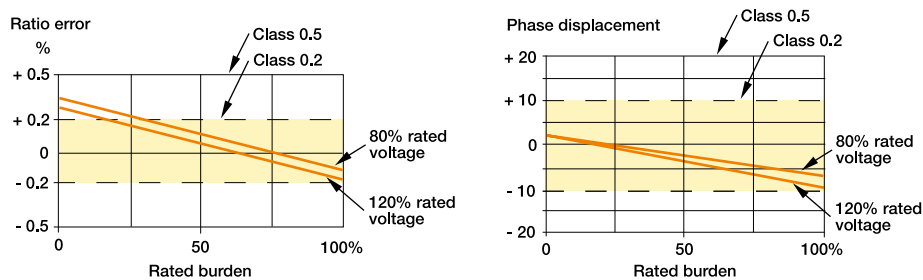 Ratio error
%
Class 0.5
Class 0.2
+ 0.5
+ 0.2
0
- 0.2
- 0.5
80% rated
voltage
120% rated
voltage
0
50
100%
Rated burden
Phase displacement
Class 0.5
Class 0.2
+ 20
+ 10
0
- 10
- 20
80% rated
voltage
120% rated
voltage
0
50
100%
Rated burden